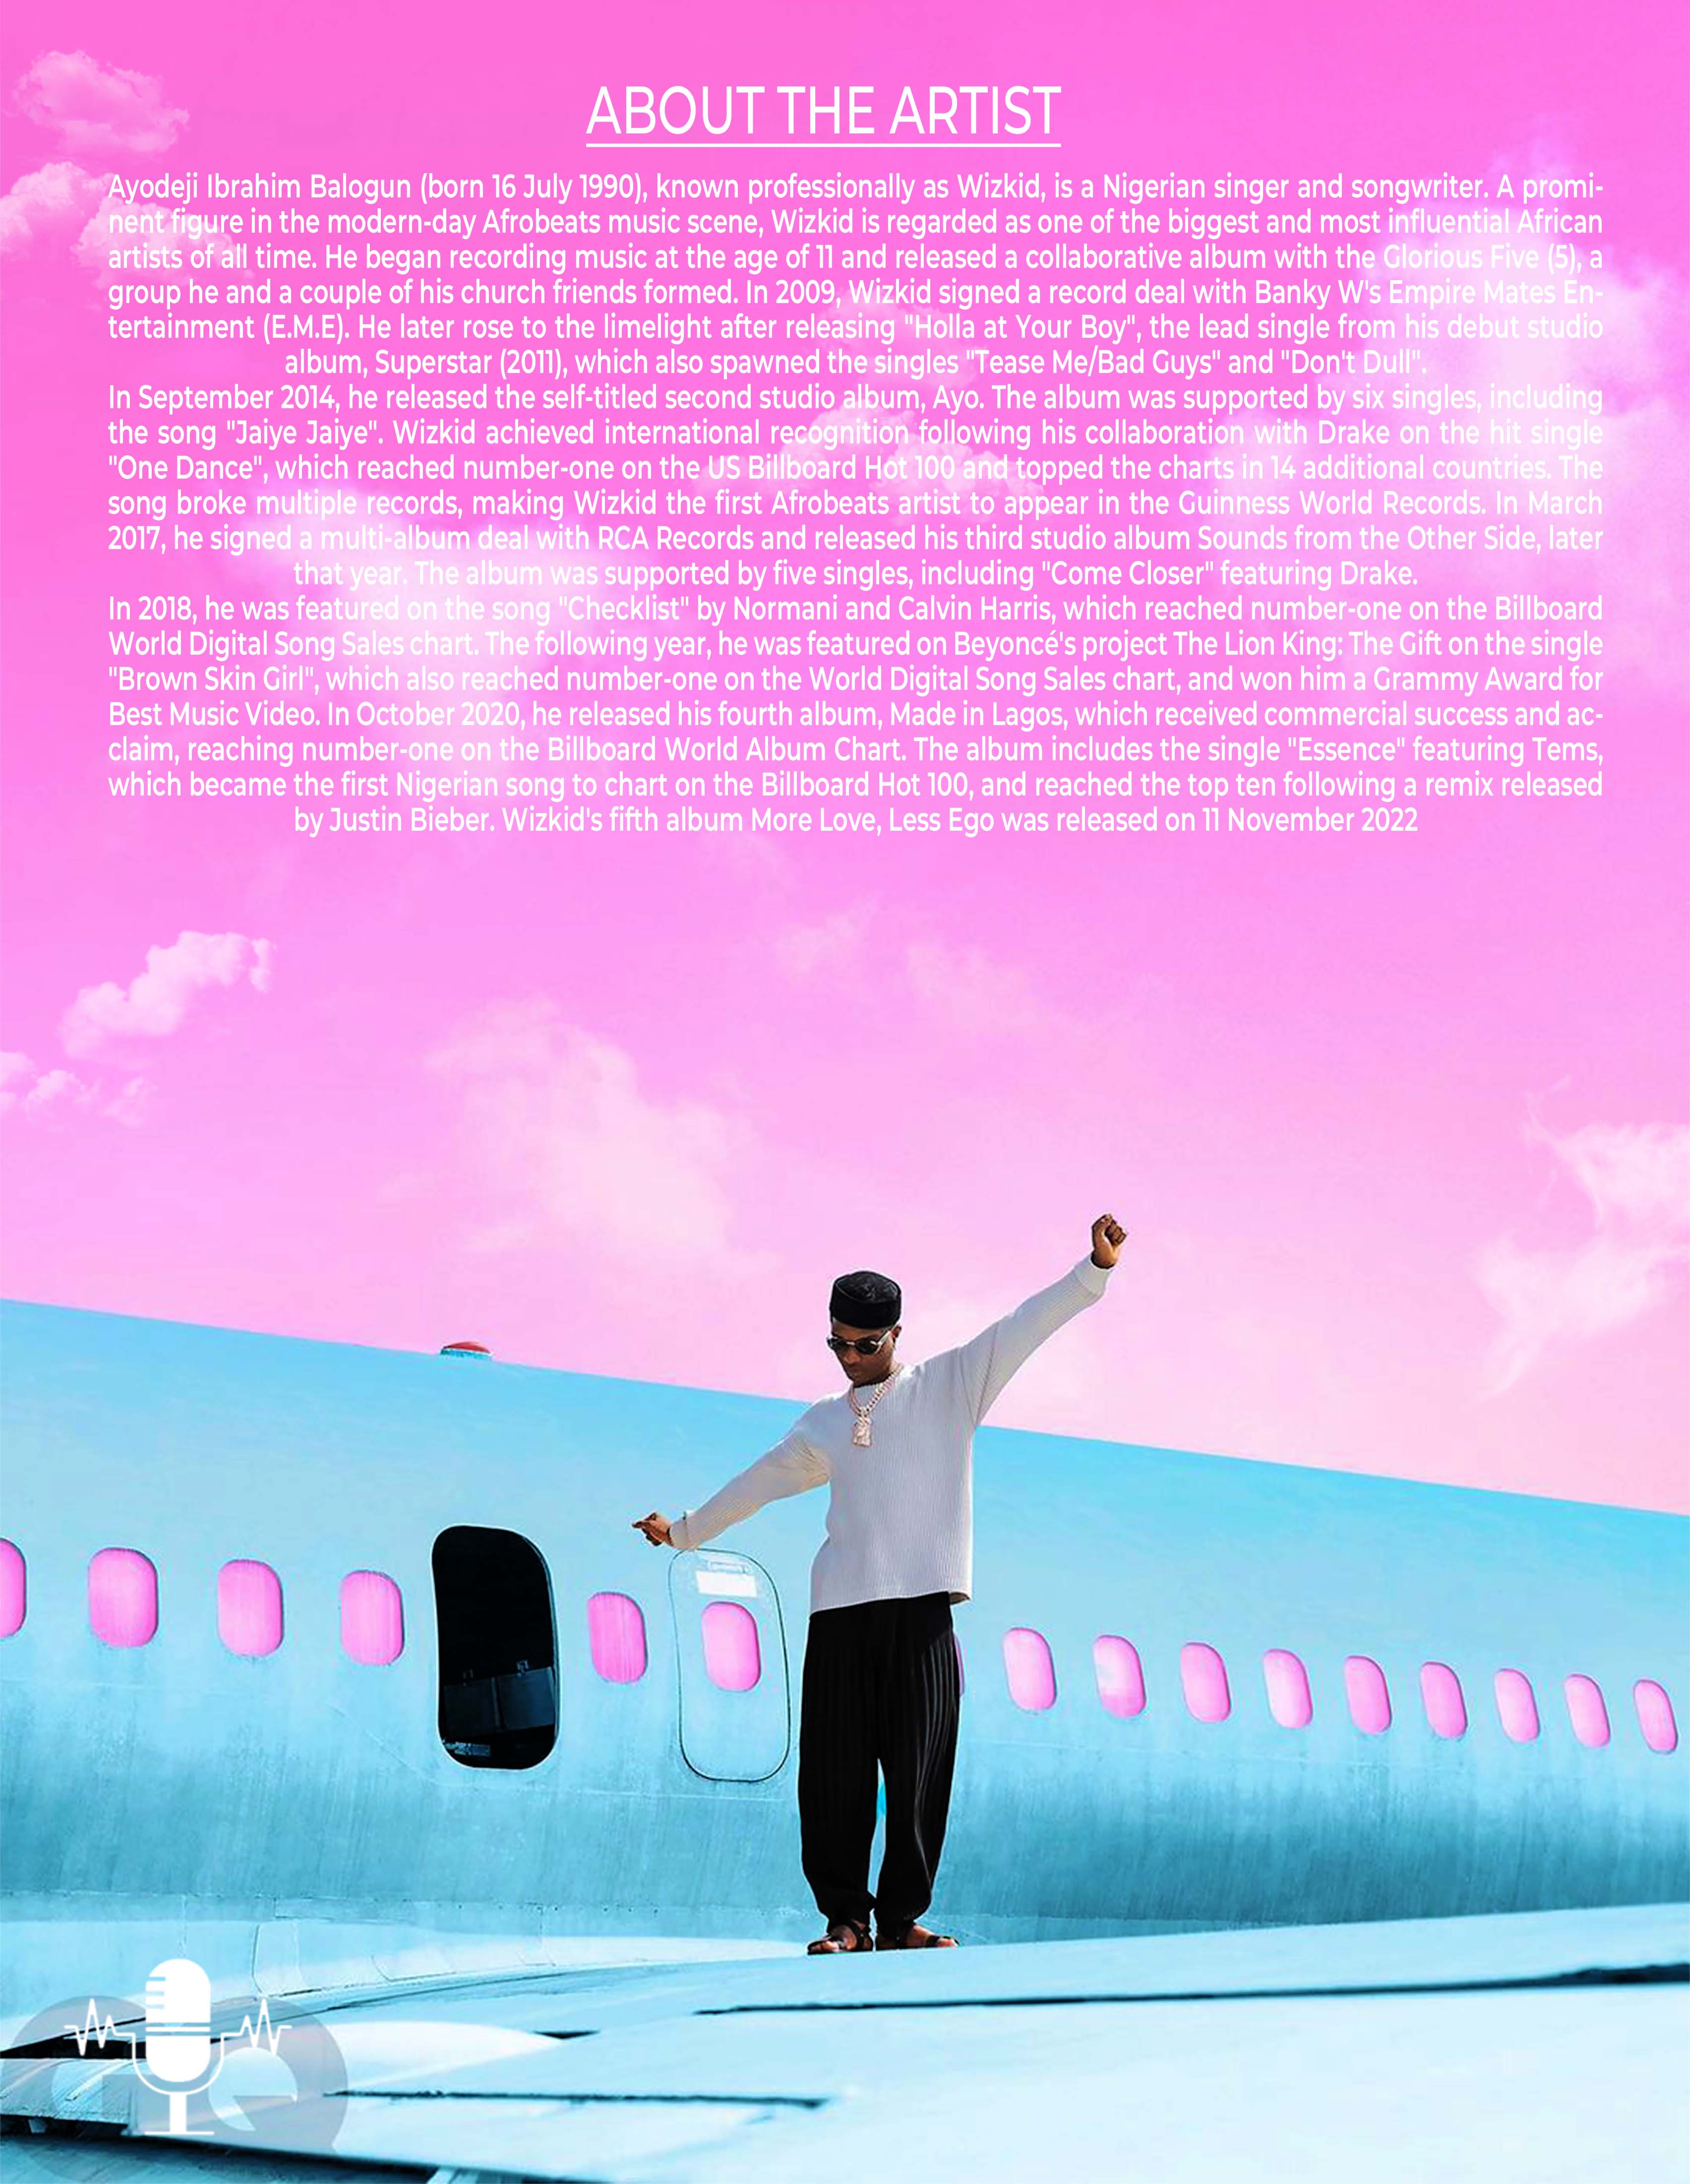 ABOUT THE ARTIST
Ayodeji Ibrahim Balogun (born 16 July 1990), known professionally as Wizkid, is a Nigerian singer and songwriter. A promi-
nent figure in the modern-day Afrobeats music scene, Wizkid is regarded as one of the biggest and most influential African
artists of all time. He began recording music at the age of 11 and released a collaborative album with the Glorious Five (5), a
group he and a couple of his church friends formed. In 2009, Wizkid signed a record deal with Banky W's Empire Mates En-
tertainment (E.M.E). He later rose to the limelight after releasing "Holla at Your Boy", the lead single from his debut studio
album, Superstar (2011), which also spawned the singles "Tease Me/Bad Guys" and "Don't Dull".
In September 2014, he released the self-titled second studio album, Ayo. The album was supported by six singles, including
the song "Jaiye Jaiye". Wizkid achieved international recognition following his collaboration with Drake on the hit single
"One Dance", which reached number-one on the US Billboard Hot 100 and topped the charts in 14 additional countries. The
song broke multiple records, making Wizkid the first Afrobeats artist to appear in the Guinness World Records. In March
2017, he signed a multi-album deal with RCA Records and released his third studio album Sounds from the Other Side, later
that year. The album was supported by five singles, including "Come Closer" featuring Drake.
In 2018, he was featured on the song "Checklist" by Normani and Calvin Harris, which reached number-one on the Billboard
World Digital Song Sales chart. The following year, he was featured on Beyoncé's project The Lion King: The Gift on the single
"Brown Skin Girl", which also reached number-one on the World Digital Song Sales chart, and won him a Grammy Award for
Best Music Video. In October 2020, he released his fourth album, Made in Lagos, which received commercial success and ac-
claim, reaching number-one on the Billboard World Album Chart. The album includes the single "Essence" featuring Tems,
which became the first Nigerian song to chart on the Billboard Hot 100, and reached the top ten following a remix released
by Justin Bieber. Wizkid's fifth album More Love, Less Ego was released on 11 November 2022